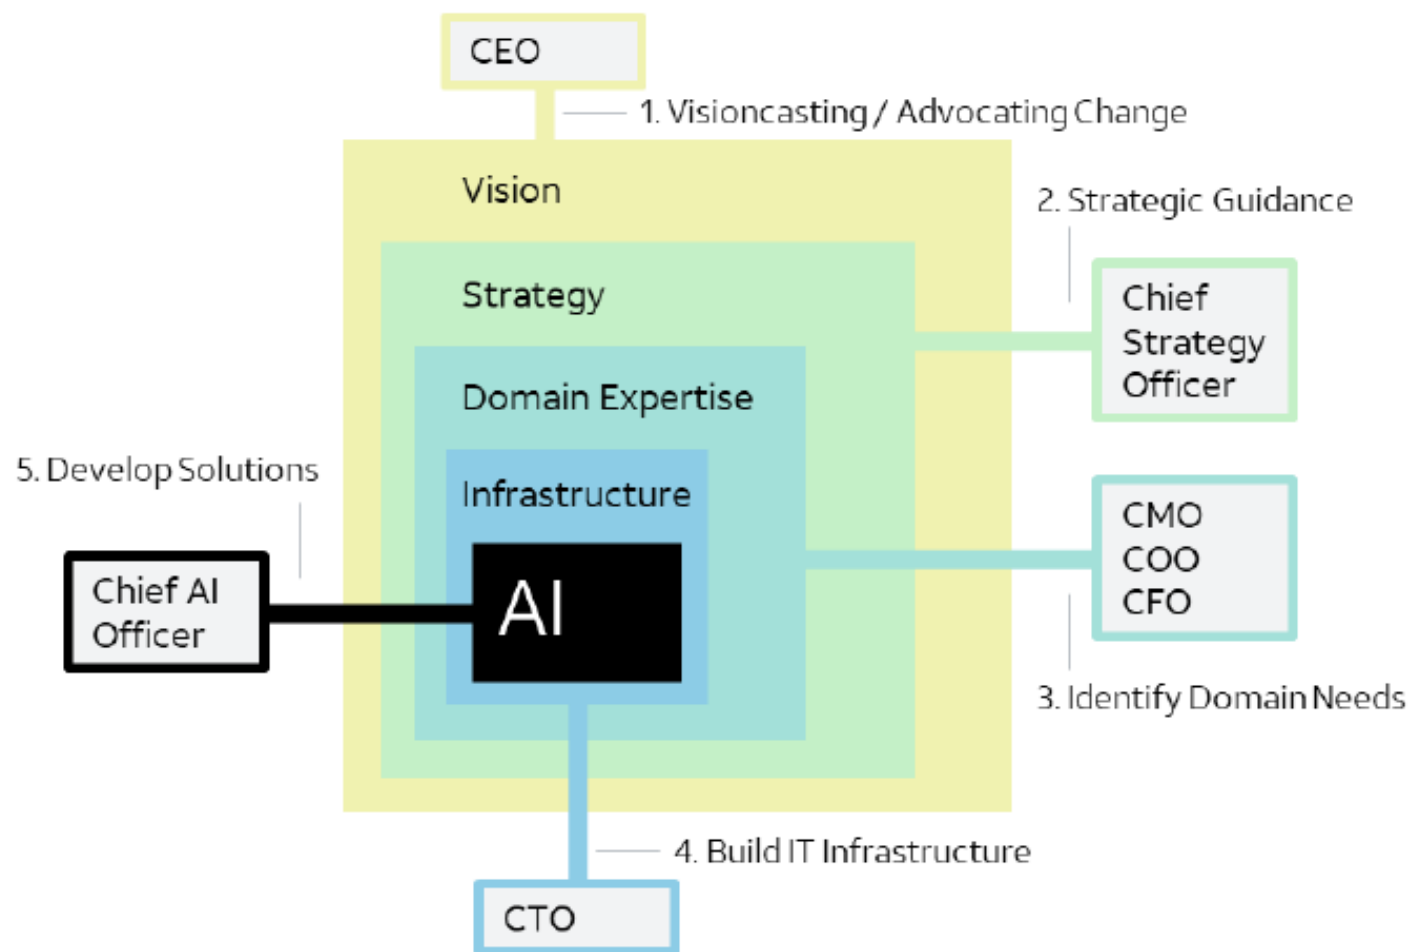 CEO
1. Visioncasting / Advocating Change
Vision
2. Strategic Guidance
Strategy
Chief
Strategy
Officer
Domain Expertise
5. Develop Solutions
Infrastructure
CMO
COO
CFO
AI
Chief AI
Officer
3. Identify Domain Needs
4. Build IT Infrastructure
CTO